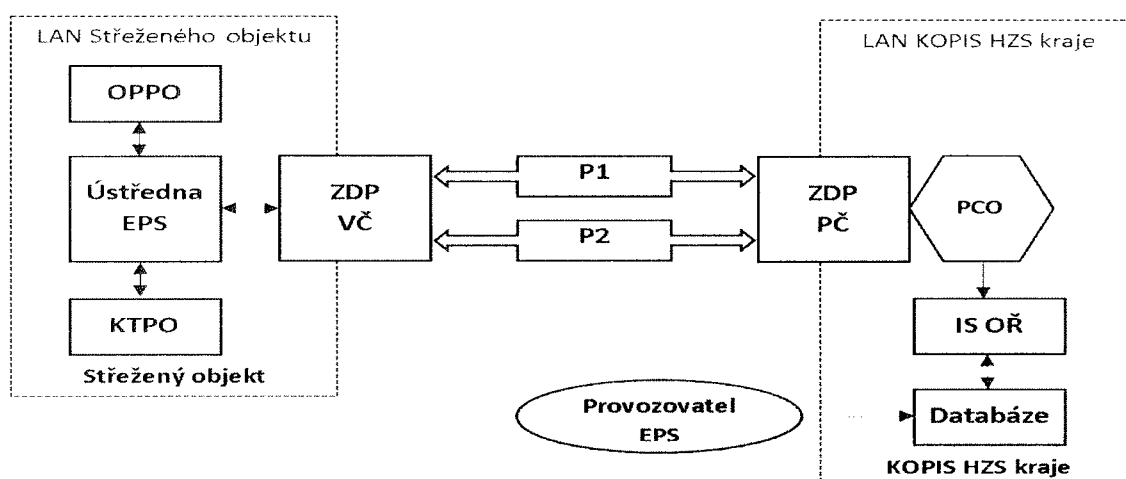 LAN Střeženého objektu
OPPO
Ústředna
EPS
KTPO
Střežený objekt
ZDP
VČ
P1
P2
LAN KOPIS HZS kraje
ZDP
PČ
PCO
IS OŘ
Databáze
KOPIS HZS kraje
Provozovatel
EPS